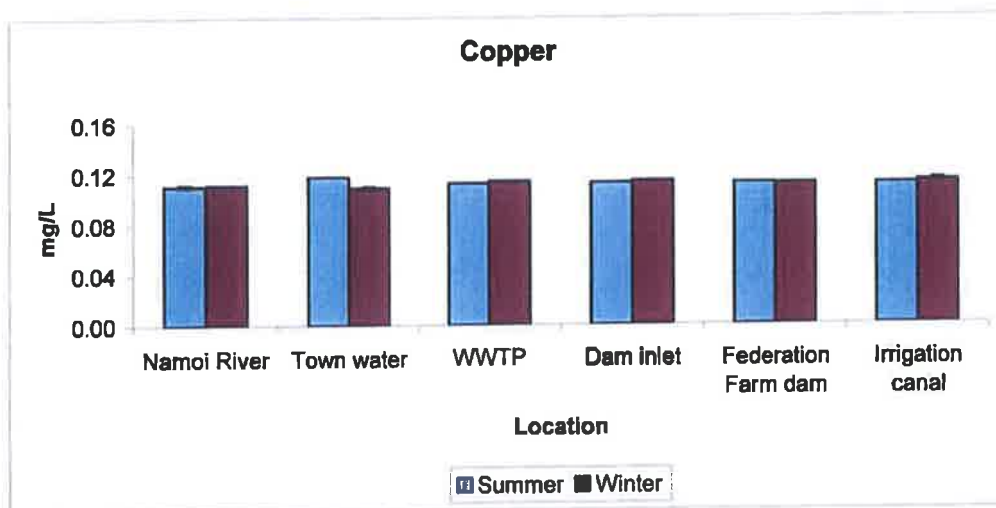 Copper
0.16
0.12
0.08
0.04
0.00
mg/L
Namoi River
Town water
WWTP
Dam inlet
Federation
Farm dam
Irrigation
canal
Location
Summer
Winter